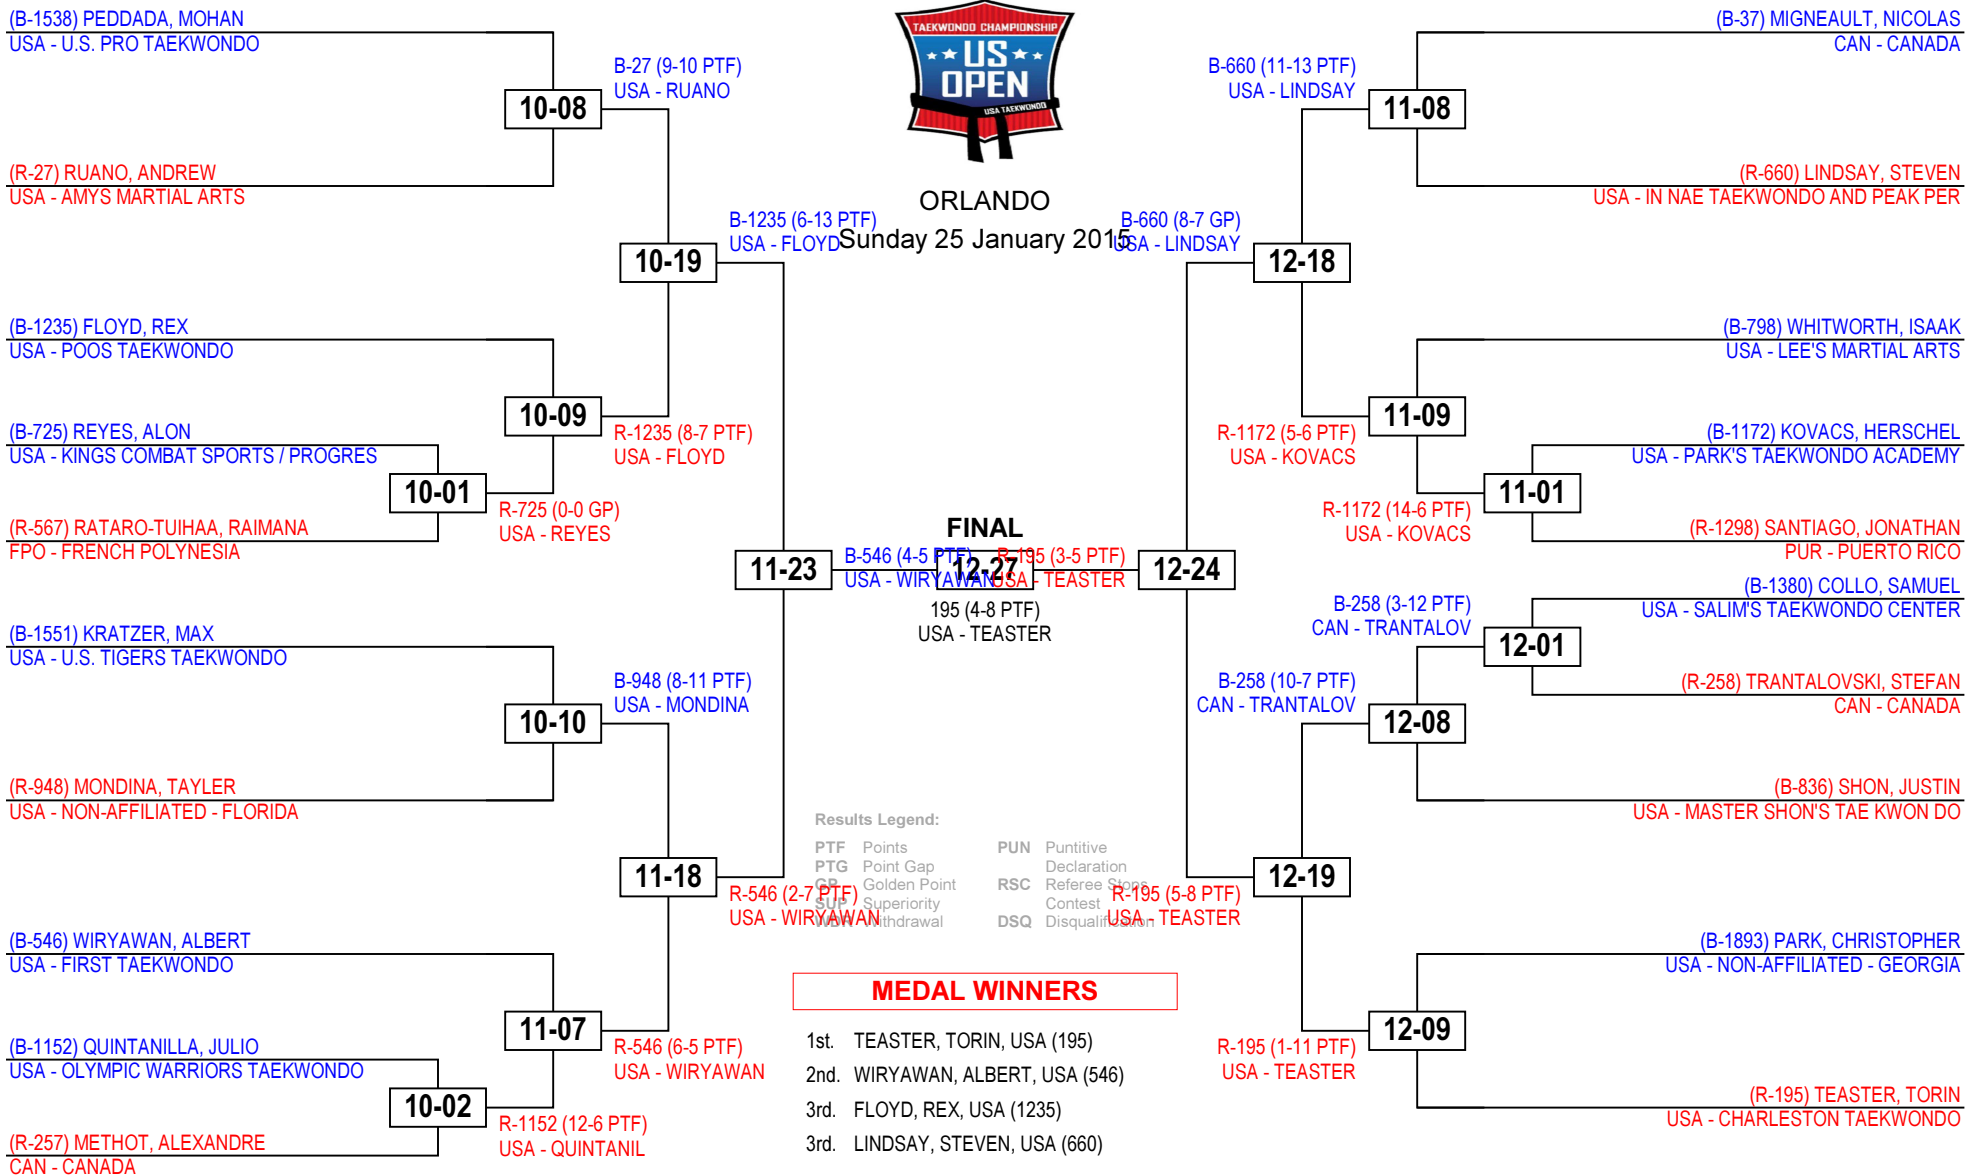 (B-1538) PEDDADA, MOHAN
USA - U.S. PRO TAEKWONDO
B-27 (9-10 PTF)
USA - RUANO
10-08
(R-27) RUANO, ANDREW
USA - AMYS MARTIAL ARTS
B-1235 (6-13 PTF)
USA - FLOYD
10-19
(B-1235) FLOYD, REX
USA - POOS TAEKWONDO
10-09
R-1235 (8-7 PTF)
USA - FLOYD
(B-725) REYES, ALON
USA - KINGS COMBAT SPORTS / PROGRES
10-01
R-725 (0-0 GP)
USA - REYES
(R-567) RATARO-TUIHAA, RAIMANA
FPO - FRENCH POLYNESIA
11-23
B-546 (4-5 PTF)
USA - WIRYAWAN
(B-1551) KRATZER, MAX
USA - U.S. TIGERS TAEKWONDO
B-948 (8-11 PTF)
USA - MONDINA
10-10
(R-948) MONDINA, TAYLER
USA - NON-AFFILIATED - FLORIDA
11-18
R-546 (2-7 PTF)
USA - WIRYAWAN
(B-546) WIRYAWAN, ALBERT
USA - FIRST TAEKWONDO
11-07
R-546 (6-5 PTF)
USA - WIRYAWAN
(B-1152) QUINTANILLA, JULIO
USA - OLYMPIC WARRIORS TAEKWONDO
10-02
R-1152 (12-6 PTF)
USA - QUINTANIL
(R-257) METHOT, ALEXANDRE
CAN - CANADA
TAEKWONDO CHAMPIONSHIP
US
OPEN
USA TAEKWONDO
ORLANDO
Sunday 25 January 2015
FINAL
12-27
195 (4-8 PTF)
USA - TEASTER
Results Legend:
PTF Points
PTG Point Gap
GP Golden Point
SUP Superiority
WDR Withdrawal
PUN Puntitive
Declaration
RSC Referee Stops
Contest
DSQ Disqualification
MEDAL WINNERS
1st. TEASTER, TORIN, USA (195)
2nd. WIRYAWAN, ALBERT, USA (546)
3rd. FLOYD, REX, USA (1235)
3rd. LINDSAY, STEVEN, USA (660)
(B-37) MIGNEAULT, NICOLAS
CAN - CANADA
B-660 (11-13 PTF)
USA - LINDSAY
11-08
(R-660) LINDSAY, STEVEN
USA - IN NAE TAEKWONDO AND PEAK PER
B-660 (8-7 GP)
USA - LINDSAY
12-18
(B-798) WHITWORTH, ISAAK
USA - LEE'S MARTIAL ARTS
11-09
R-1172 (5-6 PTF)
USA - KOVACS
(B-1172) KOVACS, HERSCHEL
USA - PARK'S TAEKWONDO ACADEMY
11-01
R-1172 (14-6 PTF)
USA - KOVACS
(R-1298) SANTIAGO, JONATHAN
PUR - PUERTO RICO
R-195 (3-5 PTF)
USA - TEASTER
12-24
(B-1380) COLLO, SAMUEL
USA - SALIM'S TAEKWONDO CENTER
B-258 (3-12 PTF)
CAN - TRANTALOV
12-01
(R-258) TRANTALOVSKI, STEFAN
CAN - CANADA
B-258 (10-7 PTF)
CAN - TRANTALOV
12-08
(B-836) SHON, JUSTIN
USA - MASTER SHON'S TAE KWON DO
12-19
R-195 (5-8 PTF)
USA - TEASTER
(B-1893) PARK, CHRISTOPHER
USA - NON-AFFILIATED - GEORGIA
12-09
R-195 (1-11 PTF)
USA - TEASTER
(R-195) TEASTER, TORIN
USA - CHARLESTON TAEKWONDO